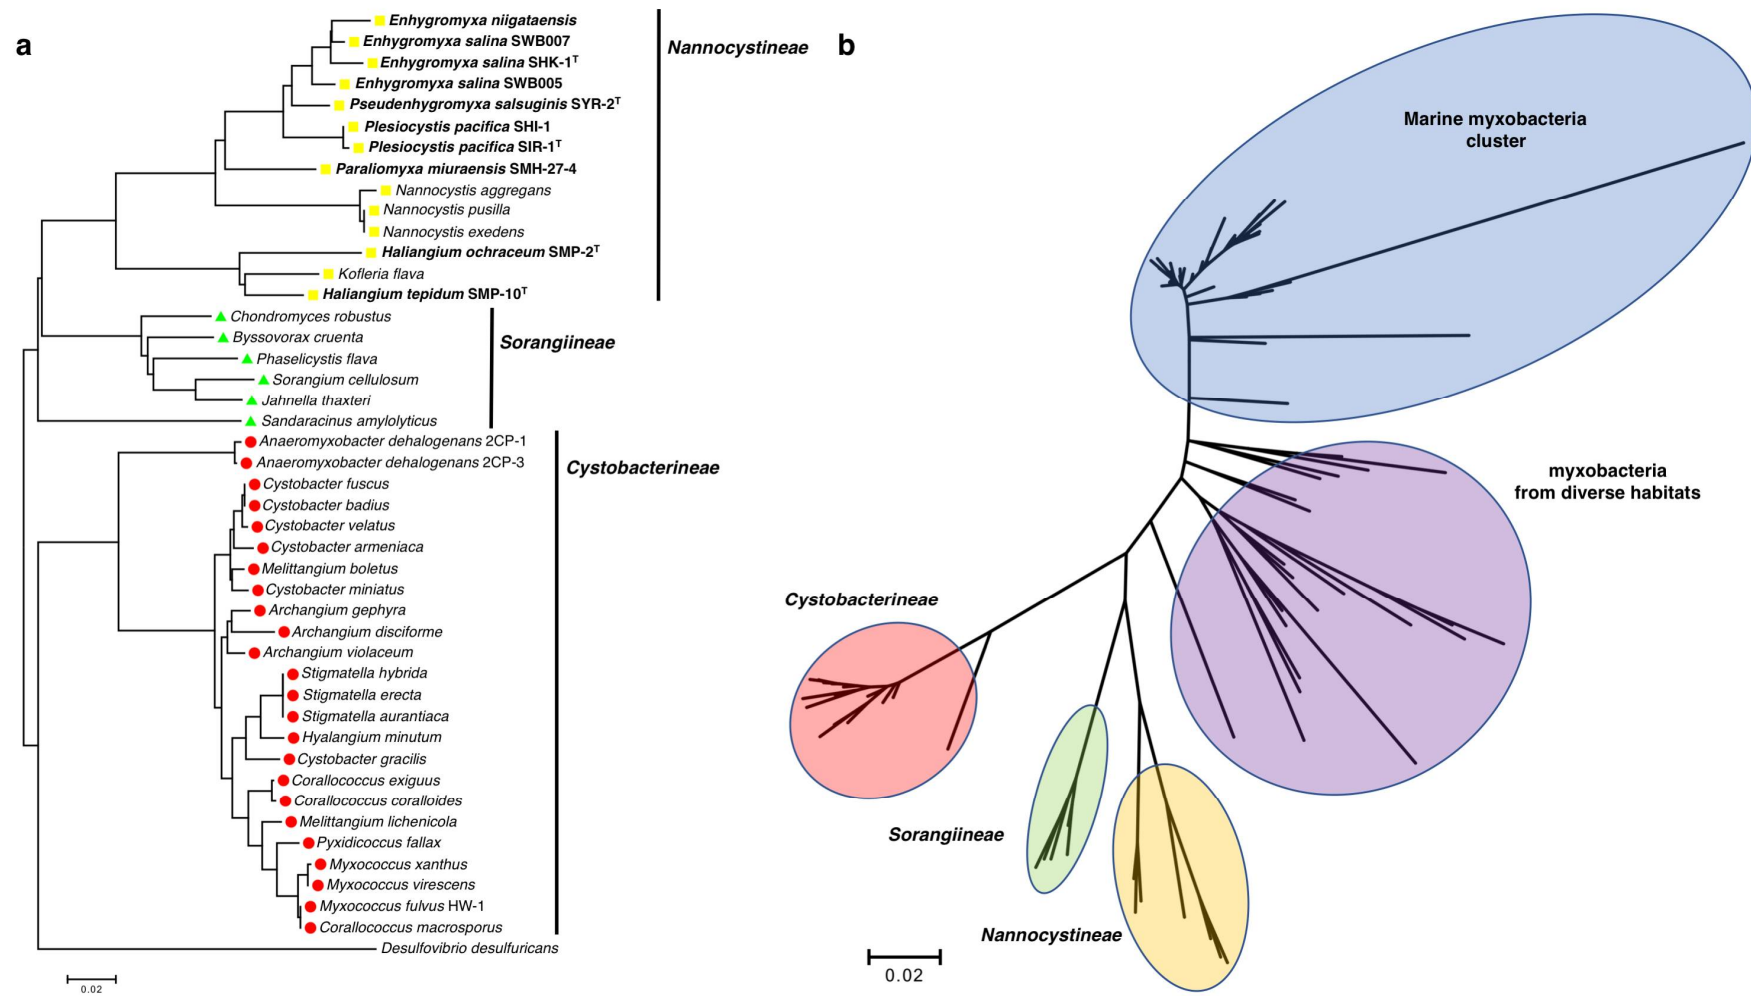 a
Enhygromyxa niigataensis
Enhygromyxa salina SWB007
Enhygromyxa salina SHK-1T
Enhygromyxa salina SWB005
Pseudenhygromyxa salsuginis SYR-2T
Plesiocystis pacifica SHI-1
Plesiocystis pacifica SIR-1T
Paraliomyxa miuraensis SMH-27-4
Nannocystis aggregans
Nannocystis pusilla
Nannocystis exedens
Haliangium ochraceum SMP-2T
Kofleria flava
Haliangium tepidum SMP-10T
Nannocystineae
Chondromyces robustus
Byssovorax cruenta
Phaselicystis flava
Sorangium cellulosum
Jahnella thaxteri
Sandaracinus amylolyticus
Sorangiineae
Anaeromyxobacter dehalogenans 2CP-1
Anaeromyxobacter dehalogenans 2CP-3
Cystobacter fuscus
Cystobacter badius
Cystobacter velatus
Cystobacter armeniaca
Melittangium boletus
Cystobacter miniatus
Archangium gephyra
Archangium disciforme
Archangium violaceum
Stigmatella hybrida
Stigmatella erecta
Stigmatella aurantiaca
Hyalangium minutum
Cystobacter gracilis
Corallococcus exiguus
Corallococcus coralloides
Melittangium lichenicola
Pyxidicoccus fallax
Myxococcus xanthus
Myxococcus virescens
Myxococcus fulvus HW-1
Corallococcus macrosporus
Cystobacterineae
Desulfovibrio desulfuricans
0.02
b
Marine myxobacteria
cluster
myxobacteria
from diverse habitats
Cystobacterineae
Sorangiineae
Nannocystineae
0.02